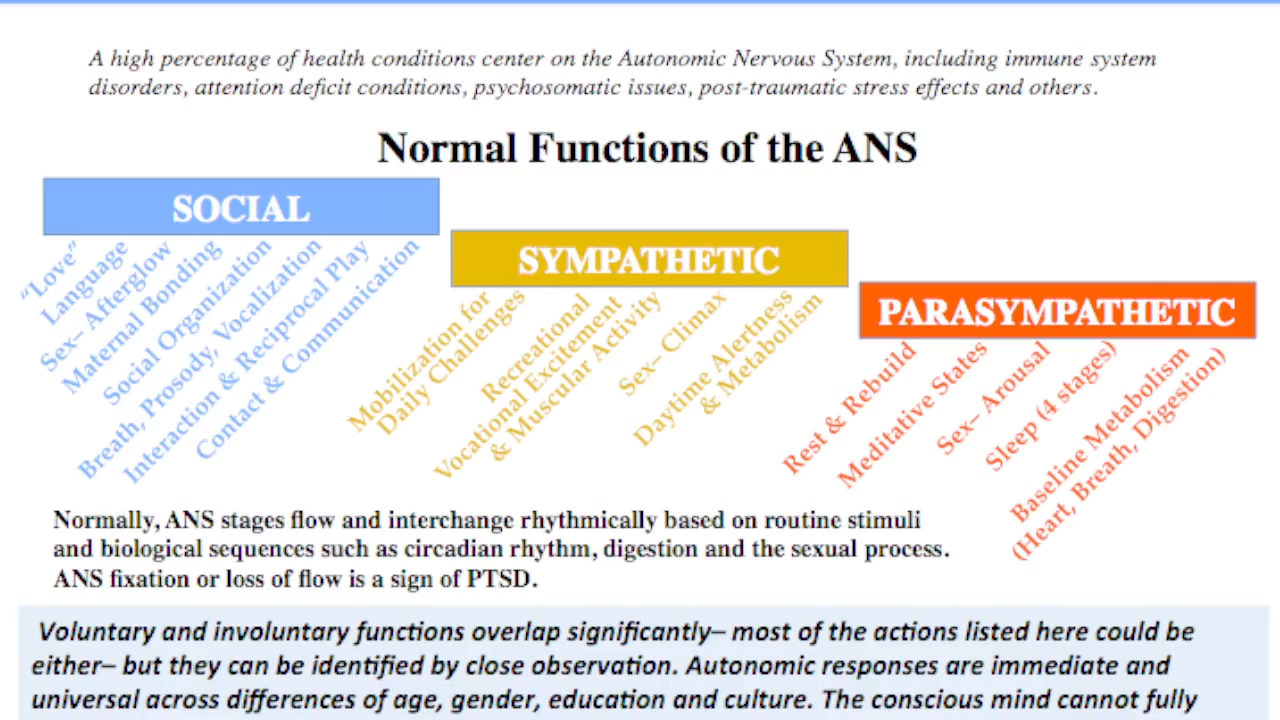 A high percentage of health conditions center on the Autonomic Nervous System, including immune system
disorders, attention deficit conditions, psychosomatic issues, post-traumatic stress effects and others.
Normal Functions of the ANS
SOCIAL
"Love"
Language
Sex– Afterglow
Maternal Bonding
Social Organization
Breath, Prosody, Vocalization
Interaction & Reciprocal Play
Contact & Communication
SYMPATHETIC
Mobilization for
Daily Challenges
Recreational
Vocational Excitement
& Muscular Activity
Sex– Climax
Daytime Alertness
& Metabolism
PARASYMPATHETIC
Rest & Rebuild
Meditative States
Sex– Arousal
Sleep (4 stages)
Baseline Metabolism
(Heart, Breath, Digestion)
Normally, ANS stages flow and interchange rhythmically based on routine stimuli
and biological sequences such as circadian rhythm, digestion and the sexual process.
ANS fixation or loss of flow is a sign of PTSD.
Voluntary and involuntary functions overlap significantly– most of the actions listed here could be
either– but they can be identified by close observation. Autonomic responses are immediate and
universal across differences of age, gender, education and culture. The conscious mind cannot fully